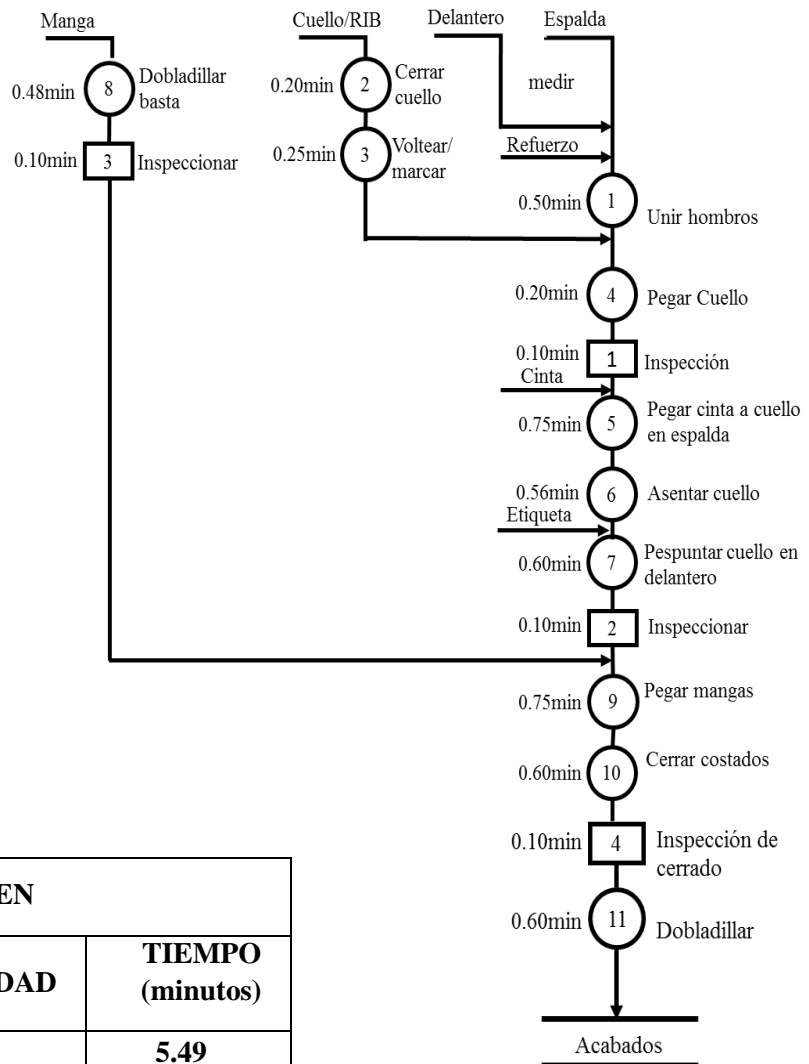 Manga
0.48min
8
Dobladillar
basta
0.10min
3
Inspeccionar
Cuello/RIB
0.20min
2
Cerrar
cuello
0.25min
3
Voltear/
marcar
Delantero
Espalda
medir
Refuerzo
0.50min
1
Unir hombros
0.20min
4
Pegar Cuello
0.10min
1
Inspección
Cinta
0.75min
5
Pegar cinta a cuello
en espalda
0.56min
6
Asentar cuello
Etiqueta
0.60min
7
Pespuntar cuello en
delantero
0.10min
2
Inspeccionar
0.75min
9
Pegar mangas
0.60min
10
Cerrar costados
0.10min
4
Inspección de
cerrado
0.60min
11
Dobladillar
Acabados
EN
DAD
TIEMPO
(minutos)
5.49